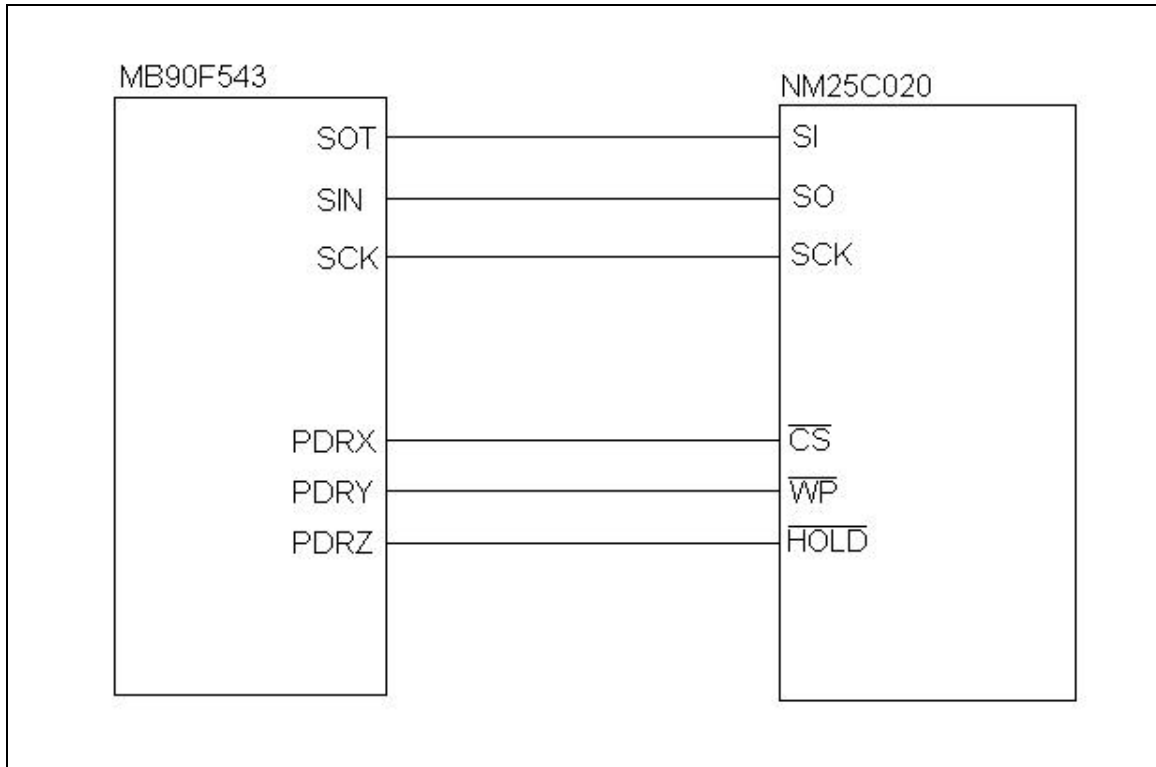 MB90F543
NM25C020
SOT
SI
SIN
SO
SCK
SCK
PDRX
CS
PDRY
WP
PDRZ
HOLD